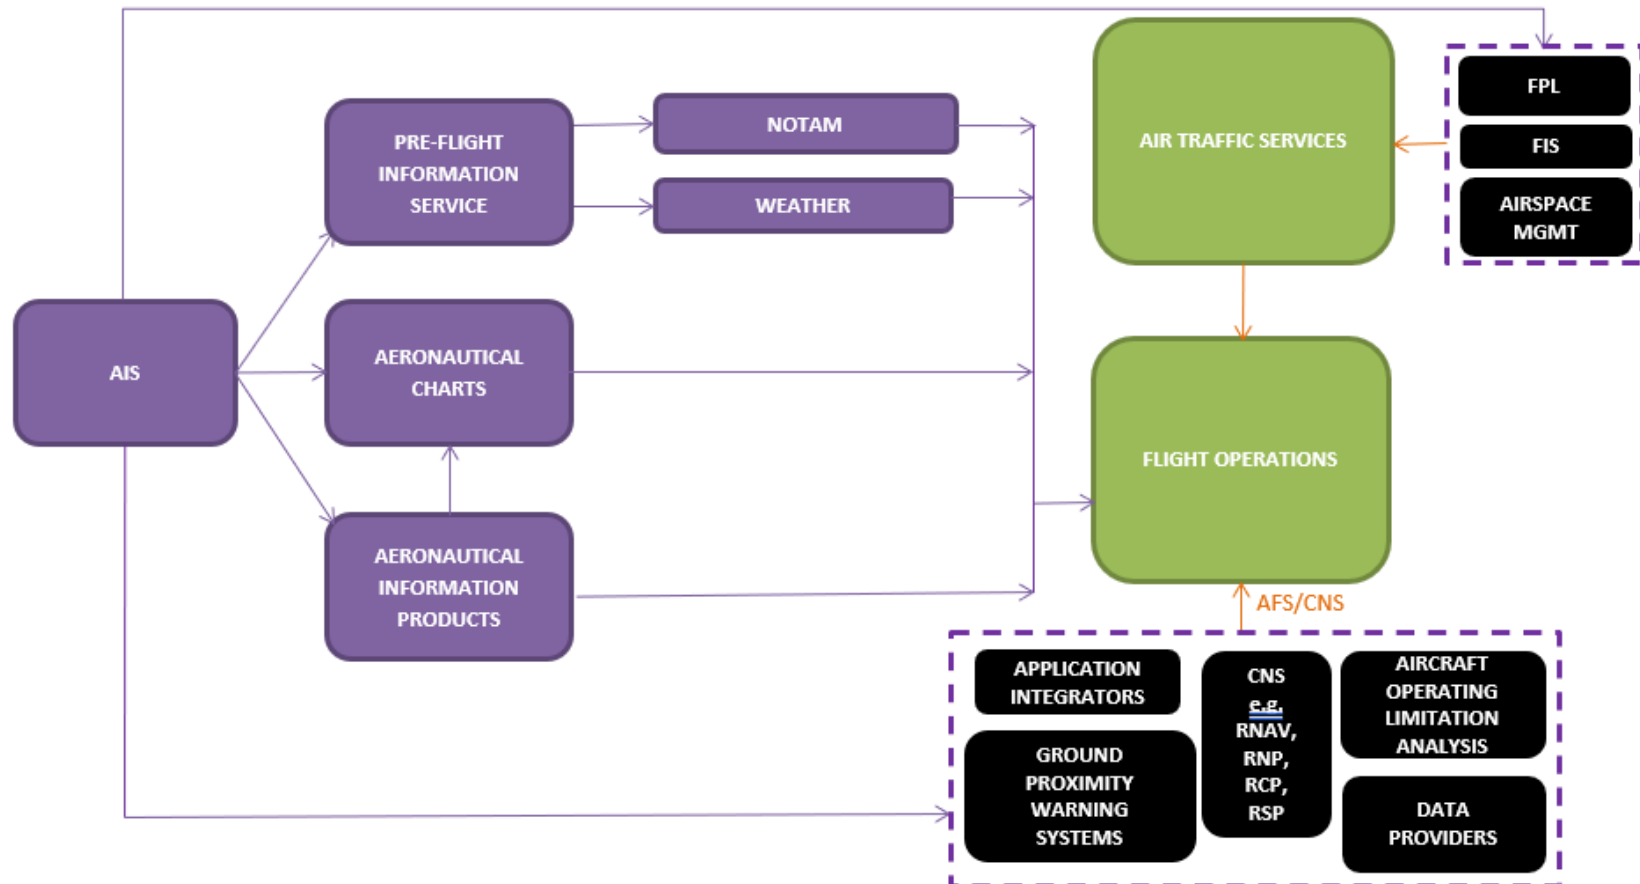 AIS
PRE-FLIGHT
INFORMATION
SERVICE
NOTAM
WEATHER
AERONAUTICAL
CHARTS
AERONAUTICAL
INFORMATION
PRODUCTS
AIR TRAFFIC SERVICES
FPL
FIS
AIRSPACE
MGMT
FLIGHT OPERATIONS
AFS/CNS
APPLICATION
INTEGRATORS
GROUND
PROXIMITY
WARNING
SYSTEMS
CNS
e.g.
RNAV,
RNP,
RCP,
RSP
AIRCRAFT
OPERATING
LIMITATION
ANALYSIS
DATA
PROVIDERS